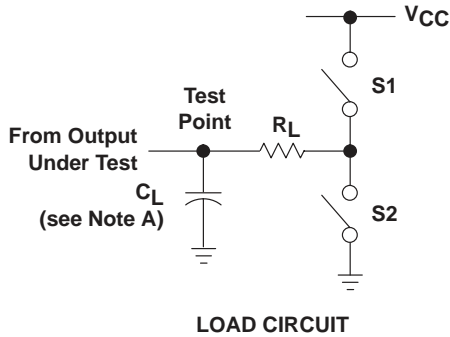 VCC
S1
Test
Point
RL
From Output
Under Test
CL
(see Note A)
S2
LOAD CIRCUIT